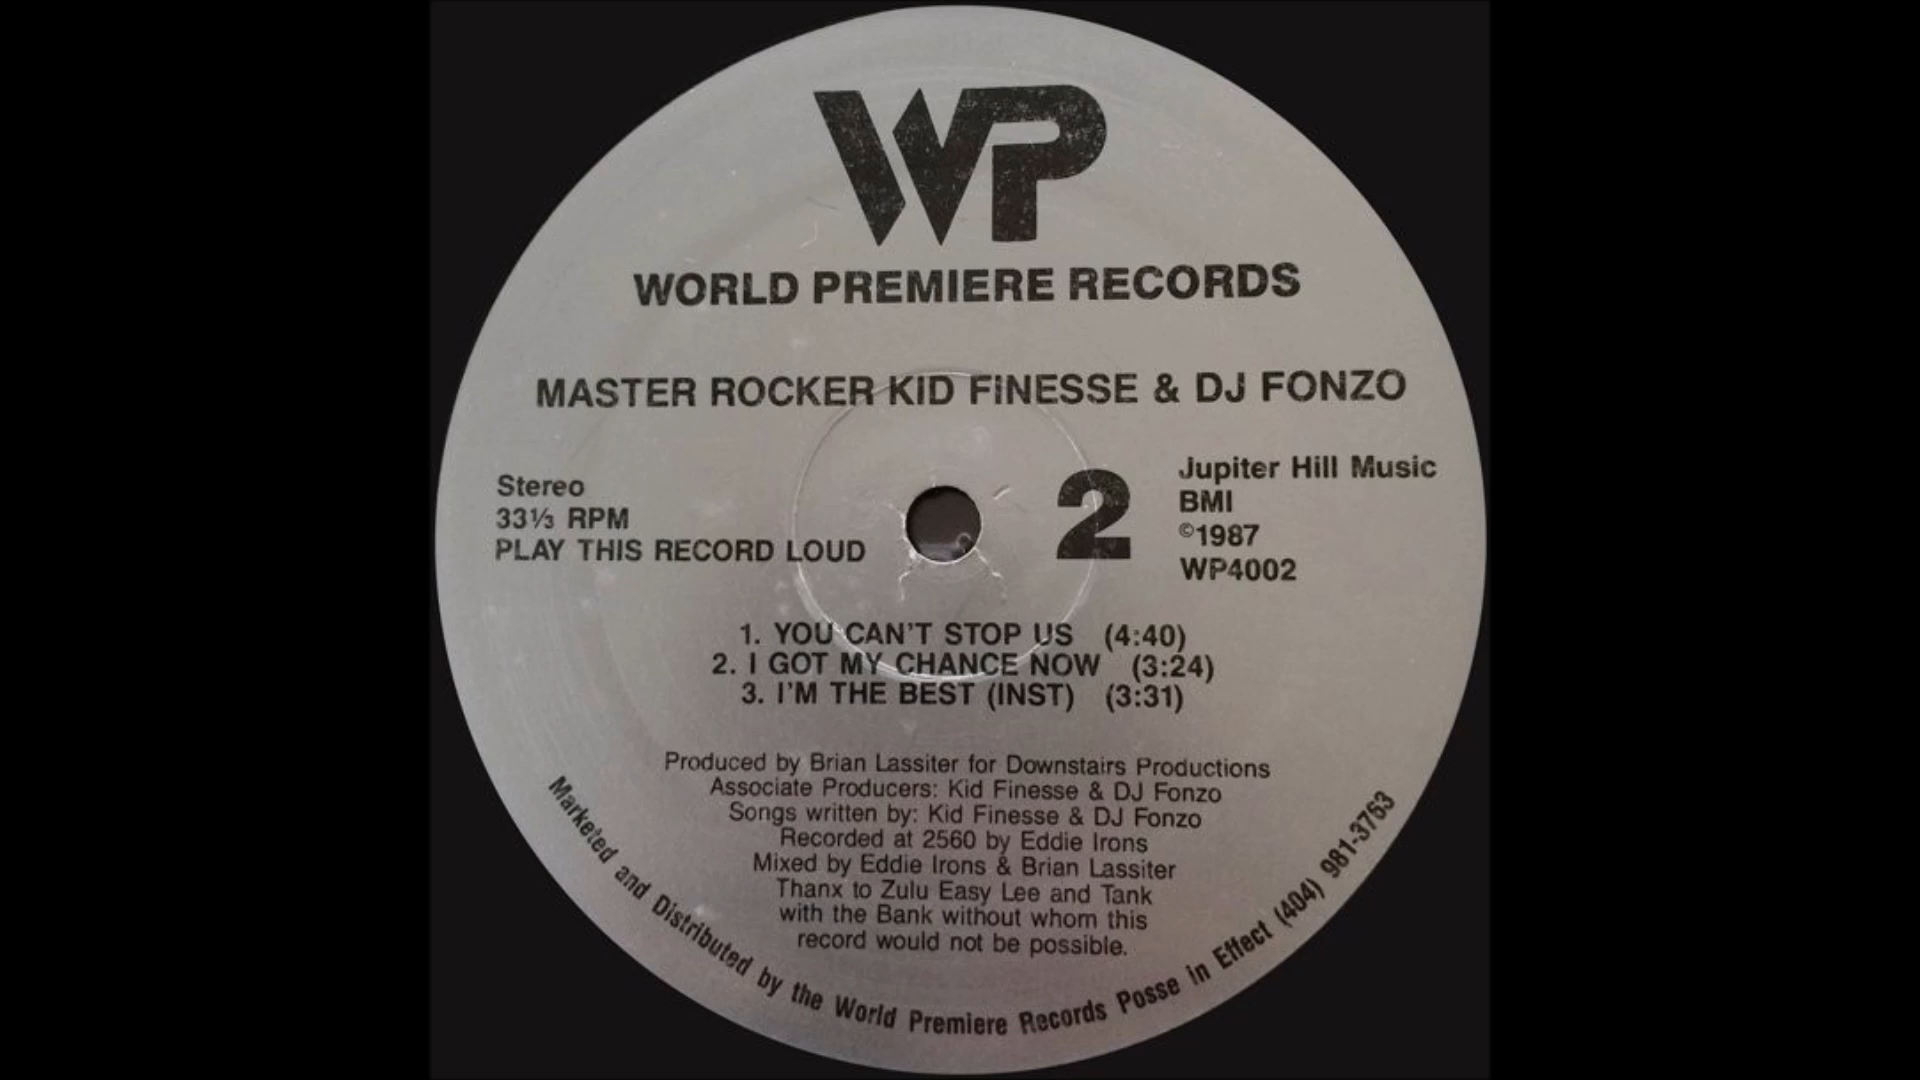 WP
WORLD PREMIERE RECORDS
MASTER ROCKER KID FINESSE & DJ FONZO
Stereo
33⅓ RPM
PLAY THIS RECORD LOUD
2
Jupiter Hill Music
BMI
©1987
WP4002
1. YOU CAN'T STOP US (4:40)
2. I GOT MY CHANCE NOW (3:24)
3. I'M THE BEST (INST) (3:31)
Produced by Brian Lassiter for Downstairs Productions
Associate Producers: Kid Finesse & DJ Fonzo
Songs written by: Kid Finesse & DJ Fonzo
Recorded at 2560 by Eddie Irons
Mixed by Eddie Irons & Brian Lassiter
Thanx to Zulu Easy Lee and Tank
with the Bank without whom this
record would not be possible.
Marketed and Distributed by the World Premiere Records Posse in Effect (404) 981-3763